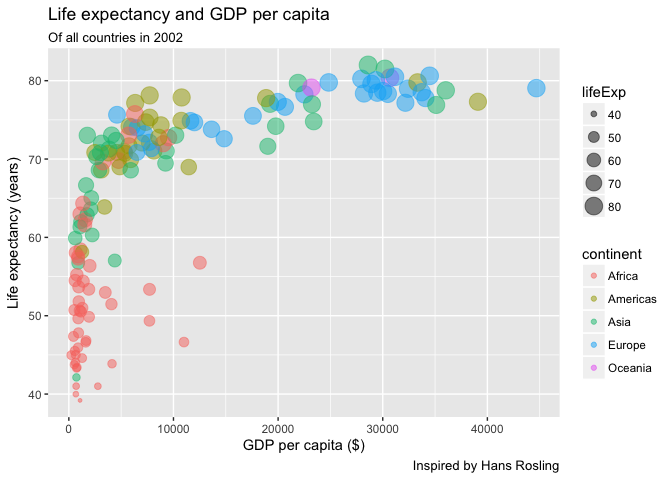 Life expectancy and GDP per capita
Of all countries in 2002
Life expectancy (years)
80
70
60
50
40
0
10000
20000
30000
40000
GDP per capita ($)
Inspired by Hans Rosling
lifeExp
40
50
60
70
80
continent
Africa
Americas
Asia
Europe
Oceania